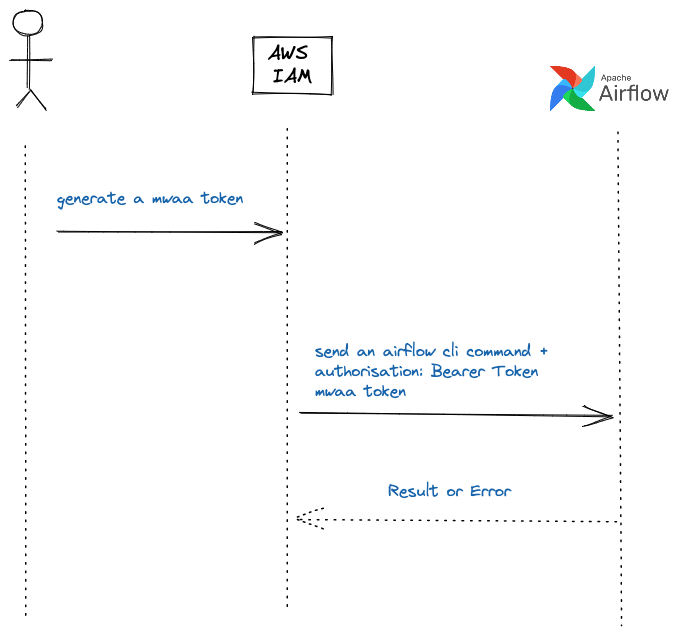 AWS
IAM
Apache
Airflow
generate a mwaa token
send an airflow cli command +
authorisation: Bearer Token
mwaa token
Result or Error